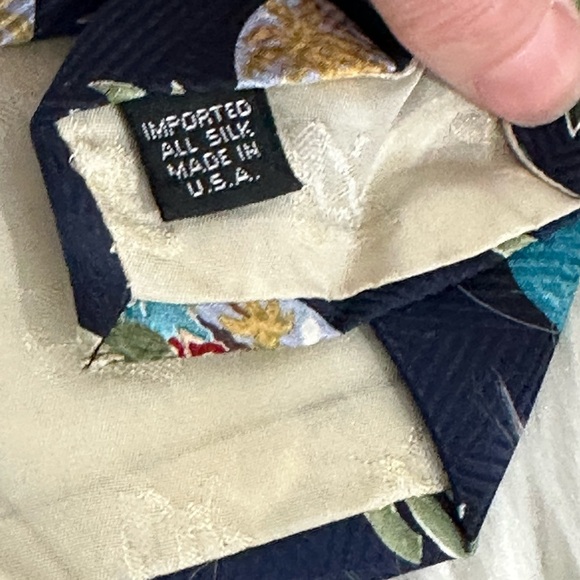 IMPORTED
ALL SILK
MADE IN
U.S.A.